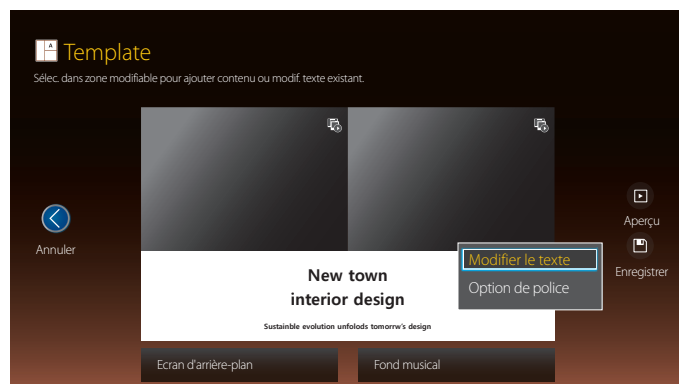 A
Template
Sélec. dans zone modifiable pour ajouter contenu ou modif. texte existant.
Annuler
Aperçu
Enregistrer
Modifier le texte
Option de police
New town
interior design
Sustainble evolution unfolods tomorrw's design
Ecran d'arrière-plan
Fond musical